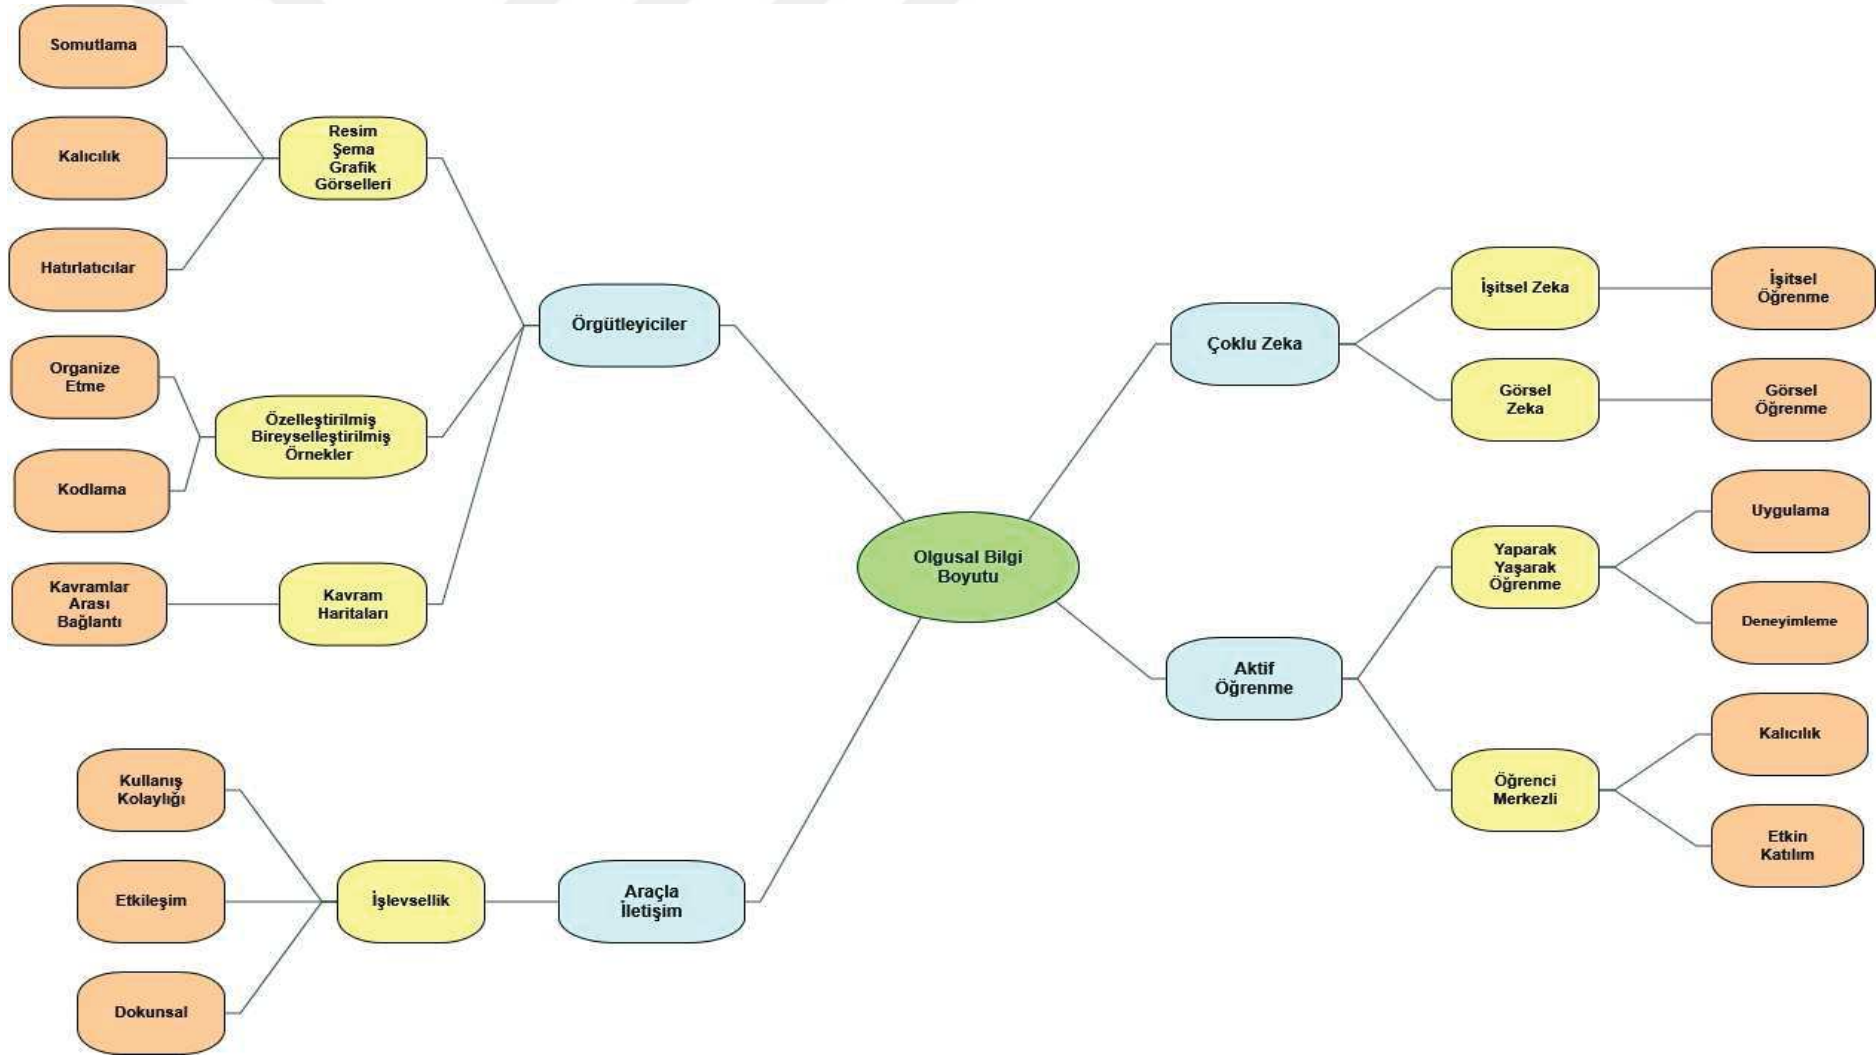 Somutlama
Kalıcılık
Hatırlatıcılar
Resim
Şema
Grafik
Görselleri
Organize
Etme
Kodlama
Özelleştirilmiş
Bireyselleştirilmiş
Örnekler
Kavramlar
Arası
Bağlantı
Kavram
Haritaları
Örgütleyiciler
Kullanış
Kolaylığı
Etkileşim
Dokunsal
İşlevsellik
Araçla
İletişim
Olgusal Bilgi
Boyutu
Çoklu Zeka
İşitsel Zeka
İşitsel
Öğrenme
Görsel
Zeka
Görsel
Öğrenme
Aktif
Öğrenme
Yaparak
Yaşarak
Öğrenme
Uygulama
Deneyimleme
Öğrenci
Merkezli
Kalıcılık
Etkin
Katılım